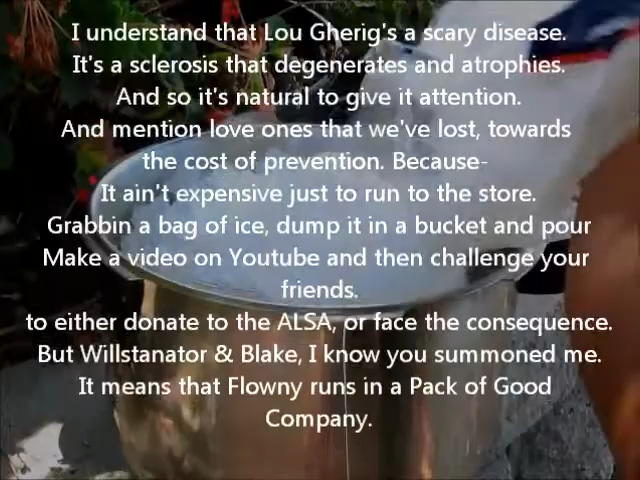 I understand that Lou Gherig's a scary disease.
It's a sclerosis that degenerates and atrophies.
And so it's natural to give it attention.
And mention love ones that we've lost, towards
the cost of prevention. Because-
It ain't expensive just to run to the store.
Grabbin a bag of ice, dump it in a bucket and pour
Make a video on Youtube and then challenge your
friends.
to either donate to the ALSA, or face the consequence.
But Willstanator & Blake, I know you summoned me.
It means that Flowny runs in a Pack of Good
Company.